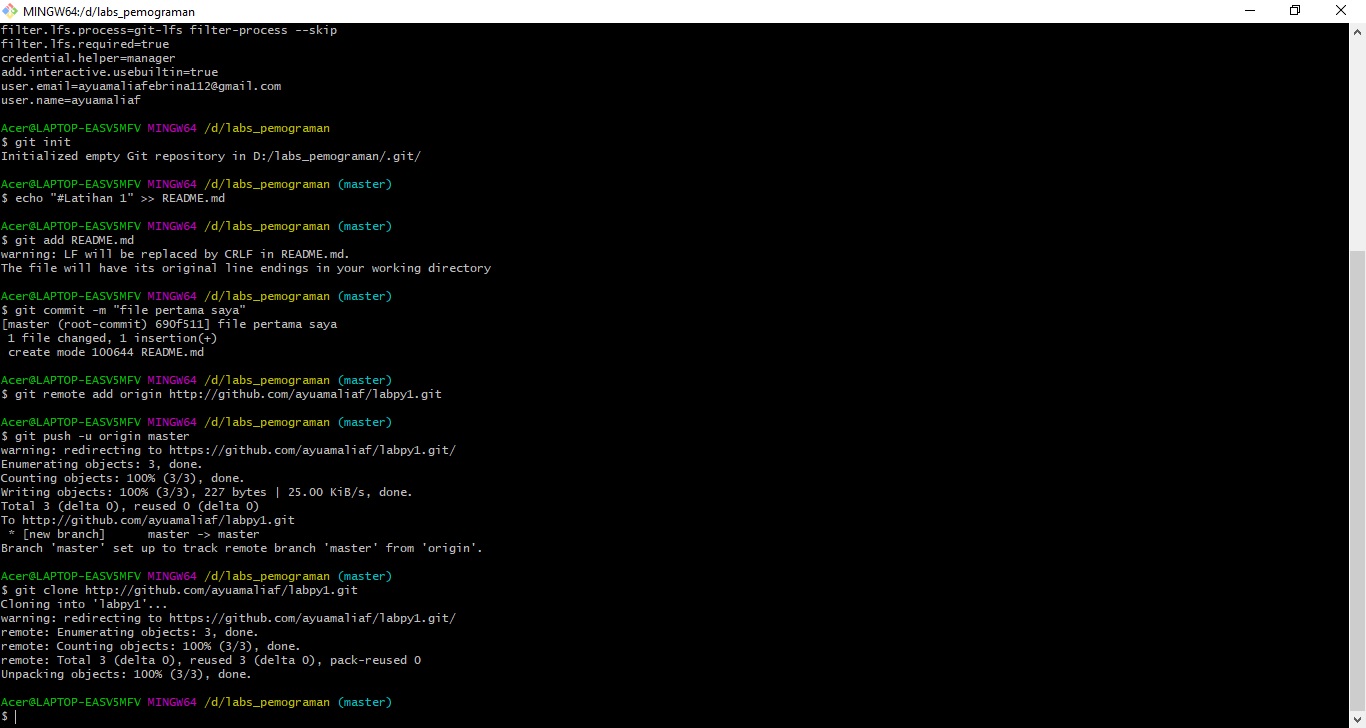 MINGW64:/d/labs_pemograman
filter.lfs.process=git-lfs filter-process --skip
filter.lfs.required=true
credential.helper=manager
add.interactive.usebuiltin=true
user.email=ayuamaliafebrina112@gmail.com
user.name=ayuamaliaf
Acer@LAPTOP-EASV5MFV MINGW64 /d/labs_pemograman
$ git init
Initialized empty Git repository in D:/labs_pemograman/.git/
Acer@LAPTOP-EASV5MFV MINGW64 /d/labs_pemograman (master)
$ echo "#Latihan 1" >> README.md
Acer@LAPTOP-EASV5MFV MINGW64 /d/labs_pemograman (master)
$ git add README.md
warning: LF will be replaced by CRLF in README.md.
The file will have its original line endings in your working directory
Acer@LAPTOP-EASV5MFV MINGW64 /d/labs_pemograman (master)
$ git commit -m "file pertama saya"
[master (root-commit) 690f511] file pertama saya
 1 file changed, 1 insertion(+)
 create mode 100644 README.md
Acer@LAPTOP-EASV5MFV MINGW64 /d/labs_pemograman (master)
$ git remote add origin http://github.com/ayuamaliaf/labpy1.git
Acer@LAPTOP-EASV5MFV MINGW64 /d/labs_pemograman (master)
$ git push -u origin master
warning: redirecting to https://github.com/ayuamaliaf/labpy1.git/
Enumerating objects: 3, done.
Counting objects: 100% (3/3), done.
Writing objects: 100% (3/3), 227 bytes | 25.00 KiB/s, done.
Total 3 (delta 0), reused 0 (delta 0)
To http://github.com/ayuamaliaf/labpy1.git
 * [new branch]      master -> master
Branch 'master' set up to track remote branch 'master' from 'origin'.
Acer@LAPTOP-EASV5MFV MINGW64 /d/labs_pemograman (master)
$ git clone http://github.com/ayuamaliaf/labpy1.git
Cloning into 'labpy1'...
warning: redirecting to https://github.com/ayuamaliaf/labpy1.git/
remote: Enumerating objects: 3, done.
remote: Counting objects: 100% (3/3), done.
remote: Total 3 (delta 0), reused 3 (delta 0), pack-reused 0
Unpacking objects: 100% (3/3), done.
Acer@LAPTOP-EASV5MFV MINGW64 /d/labs_pemograman (master)
$